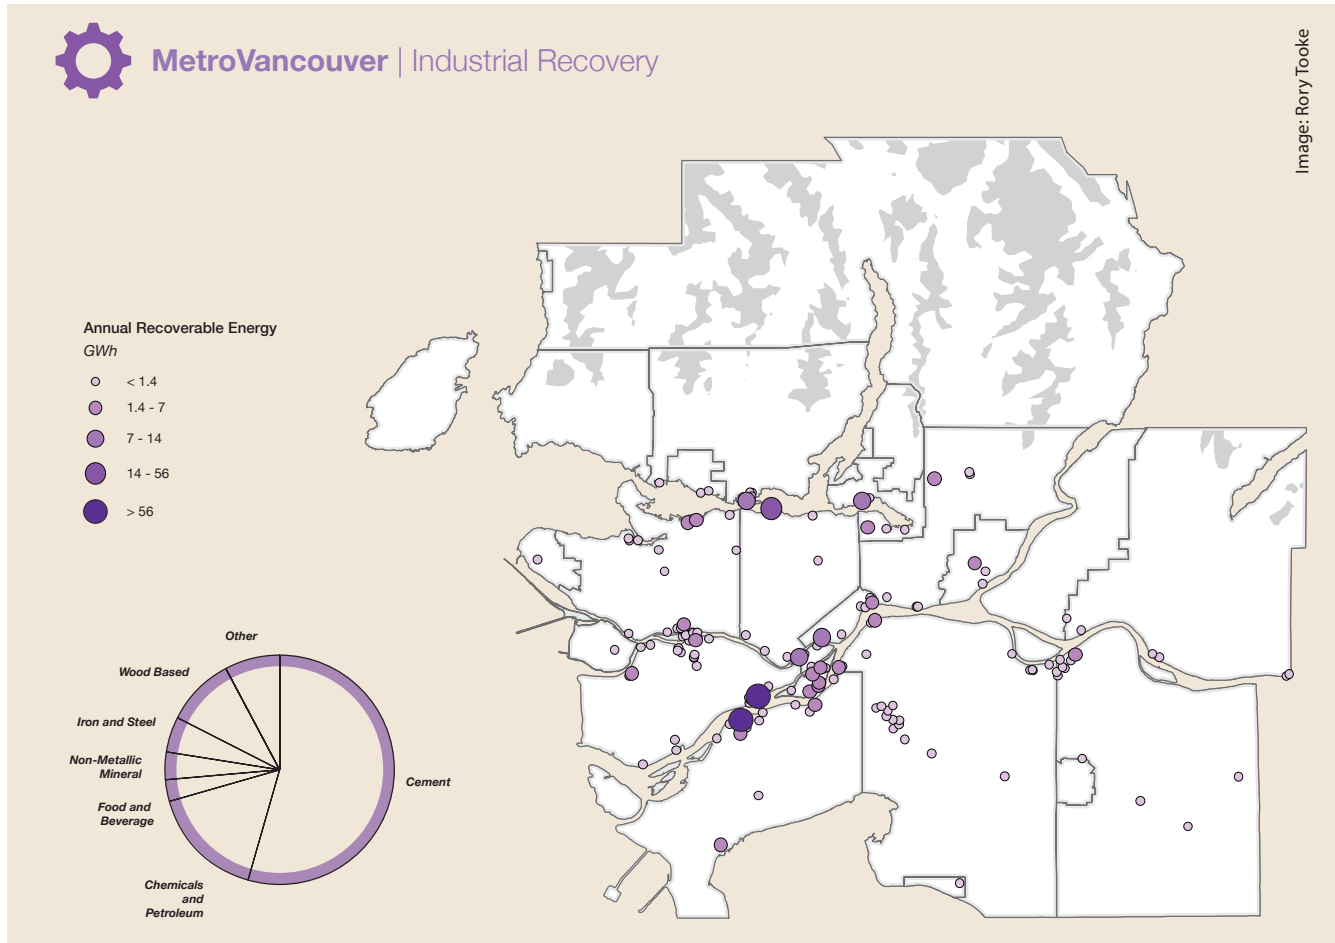 MetroVancouver | Industrial Recovery
Image: Rory Tooke
Annual Recoverable Energy
GWh
< 1.4
1.4 - 7
7 - 14
14 - 56
> 56
Other
Wood Based
Iron and Steel
Non-Metallic
Mineral
Food and
Beverage
Cement
Chemicals
and
Petroleum